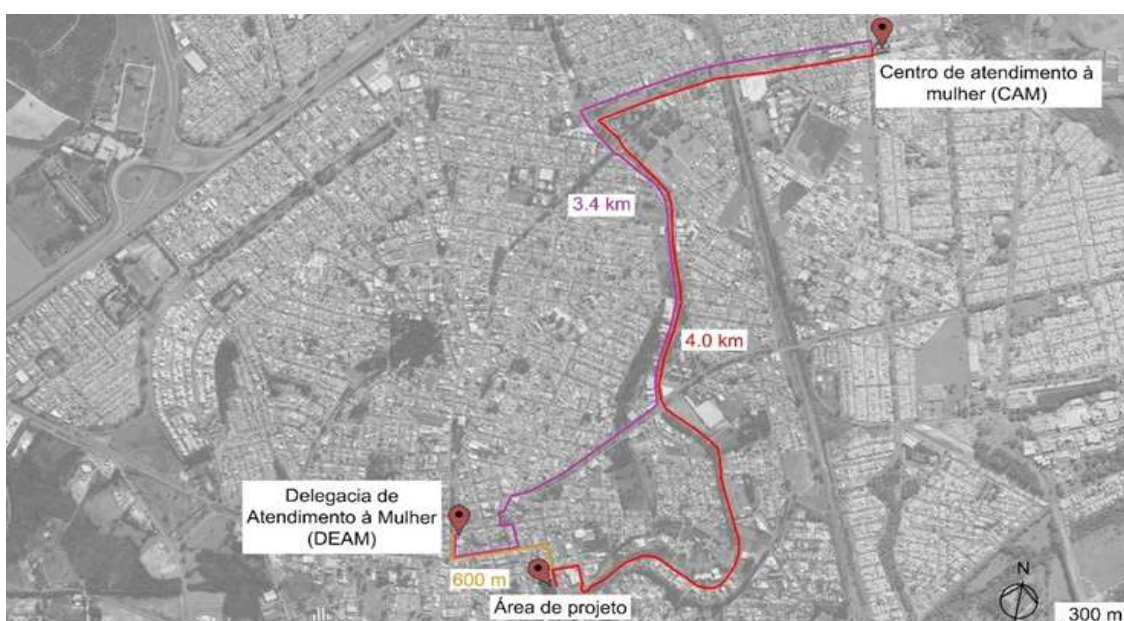 Centro de atendimento à
mulher (CAM)
3.4 km
4.0 km
Delegacia de
Atendimento à Mulher
(DEAM)
600 m
Área de projeto
N
300 m